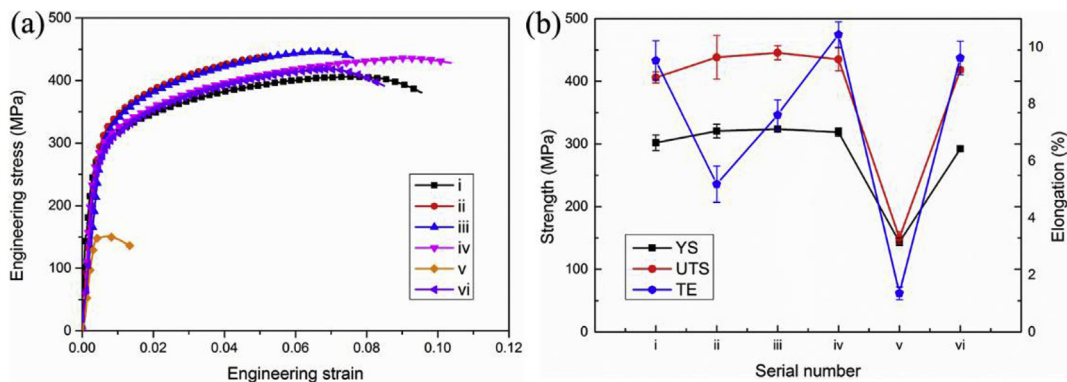 (a)
500
400
300
200
100
0
Engineering stress (MPa)
i
ii
iii
iv
v
vi
0.00 0.02 0.04 0.06 0.08 0.10 0.12
Engineering strain
(b)
500
400
300
200
100
0
Strength (MPa)
YS
UTS
TE
10
8
6
4
2
0
Elongation (%)
i ii iii iv v vi
Serial number